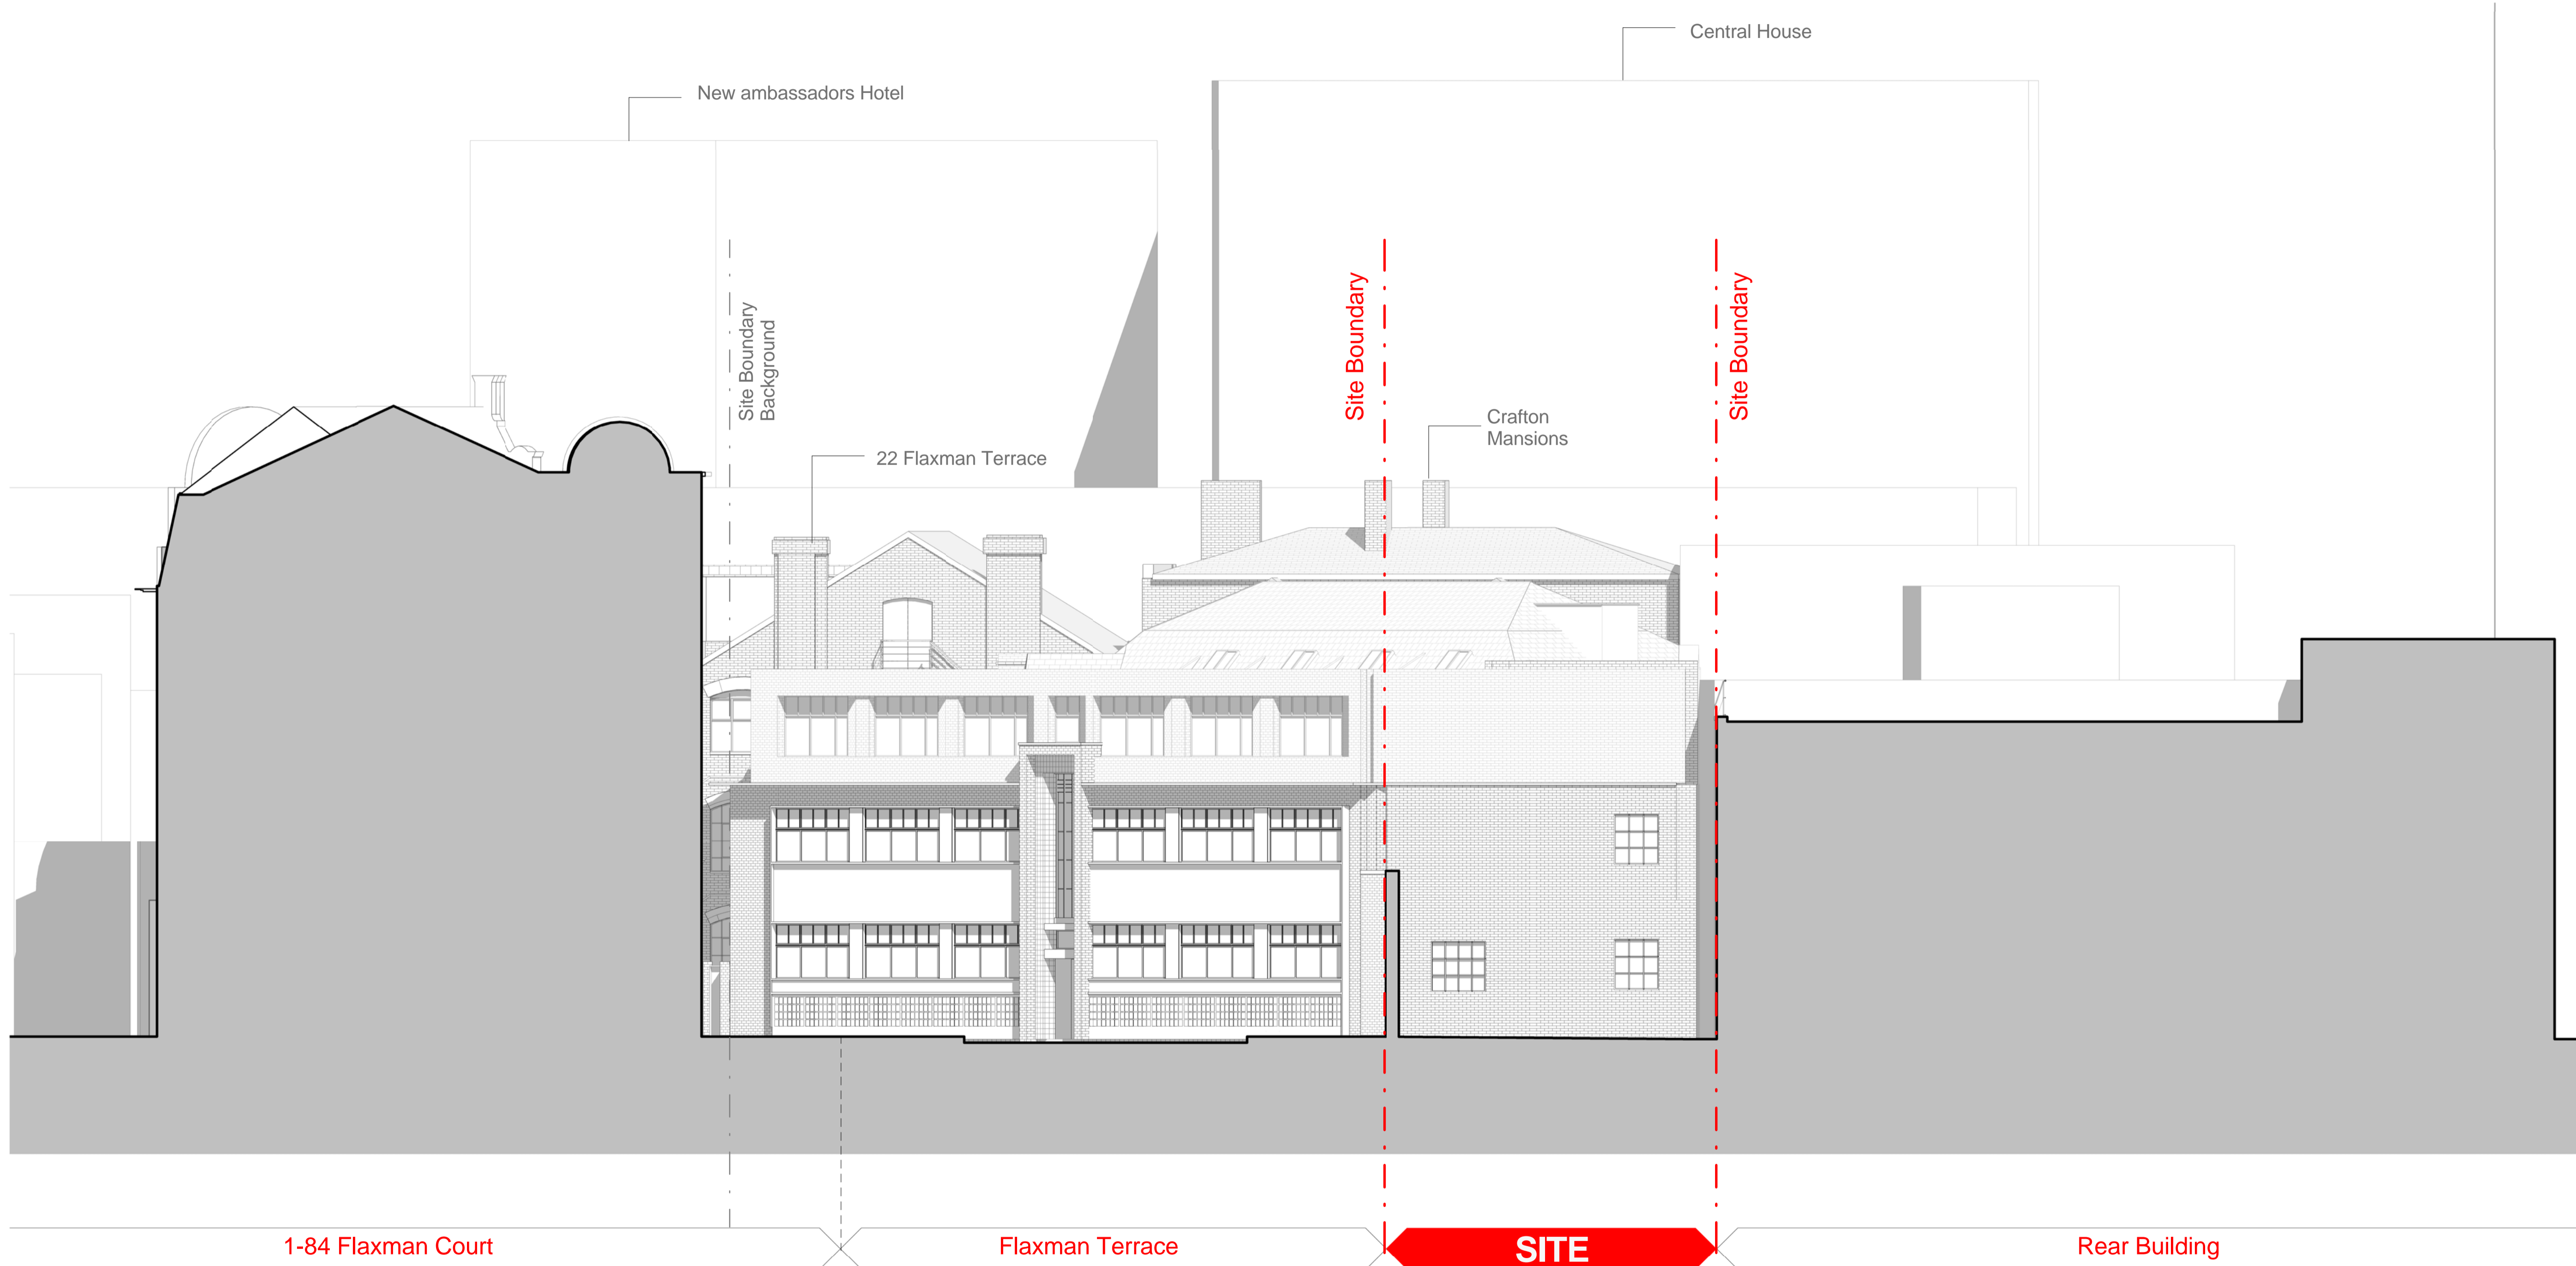 Central House
New ambassadors Hotel
Site Boundary
Background
Site Boundary
Site Boundary
Crafton
Mansions
22 Flaxman Terrace
1-84 Flaxman Court
Flaxman Terrace
SITE
Rear Building